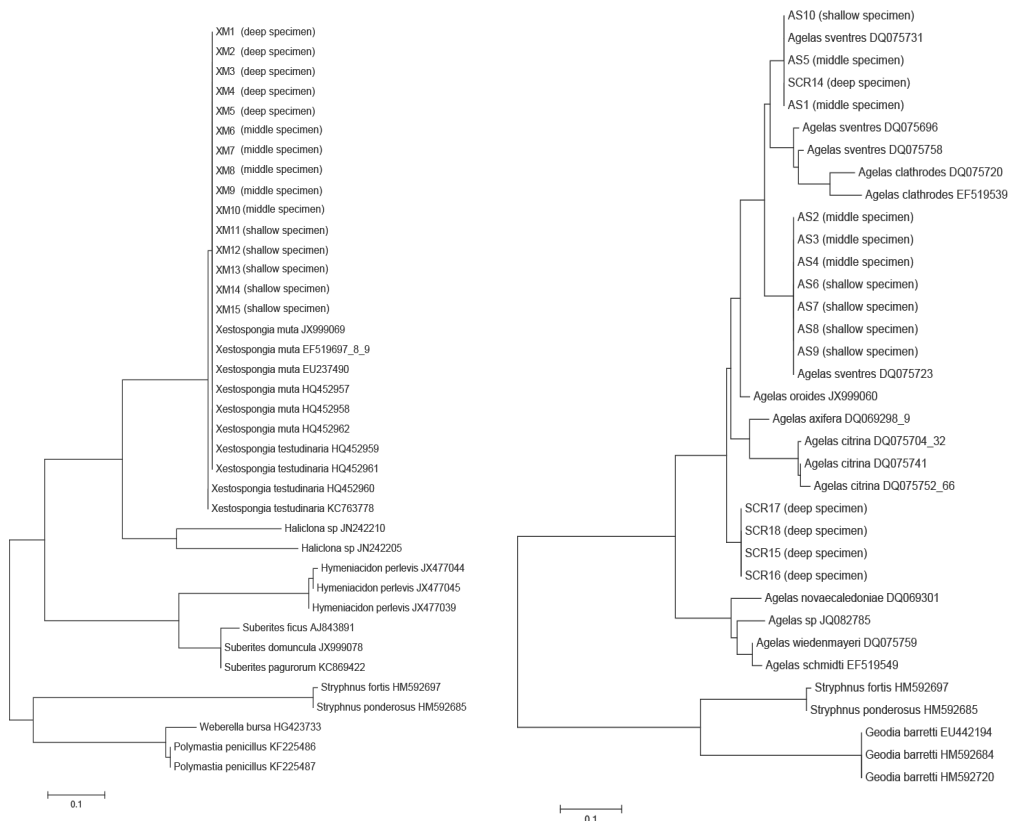 XM1 (deep specimen)
XM2 (deep specimen)
XM3 (deep specimen)
XM4 (deep specimen)
XM5 (deep specimen)
XM6 (middle specimen)
XM7 (middle specimen)
XM8 (middle specimen)
XM9 (middle specimen)
XM10 (middle specimen)
XM11 (shallow specimen)
XM12 (shallow specimen)
XM13 (shallow specimen)
XM14 (shallow specimen)
XM15 (shallow specimen)
Xestospongia muta JX999069
Xestospongia muta EF519697_8_9
Xestospongia muta EU237490
Xestospongia muta HQ452957
Xestospongia muta HQ452958
Xestospongia muta HQ452962
Xestospongia testudinaria HQ452959
Xestospongia testudinaria HQ452961
Xestospongia testudinaria HQ452960
Xestospongia testudinaria KC763778
Haliclona sp JN242210
Haliclona sp JN242205
Hymeniacidon perlevis JX477044
Hymeniacidon perlevis JX477045
Hymeniacidon perlevis JX477039
Suberites ficus AJ843891
Suberites domuncula JX999078
Suberites pagurorum KC869422
Stryphnus fortis HM592697
Stryphnus ponderosus HM592685
Weberella bursa HG423733
Polymastia penicillus KF225486
Polymastia penicillus KF225487
0.1
AS10 (shallow specimen)
Agelas sventres DQ075731
AS5 (middle specimen)
SCR14 (deep specimen)
AS1 (middle specimen)
Agelas sventres DQ075696
Agelas sventres DQ075758
Agelas clathrodes DQ075720
Agelas clathrodes EF519539
AS2 (middle specimen)
AS3 (middle specimen)
AS4 (middle specimen)
AS6 (shallow specimen)
AS7 (shallow specimen)
AS8 (shallow specimen)
AS9 (shallow specimen)
Agelas sventres DQ075723
Agelas oroides JX999060
Agelas axifera DQ069298_9
Agelas citrina DQ075704_32
Agelas citrina DQ075741
Agelas citrina DQ075752_66
SCR17 (deep specimen)
SCR18 (deep specimen)
SCR15 (deep specimen)
SCR16 (deep specimen)
Agelas novaecaledoniae DQ069301
Agelas sp JQ082785
Agelas wiedenmayeri DQ075759
Agelas schmidti EF519549
Stryphnus fortis HM592697
Stryphnus ponderosus HM592685
Geodia barretti EU442194
Geodia barretti HM592684
Geodia barretti HM592720
0.1